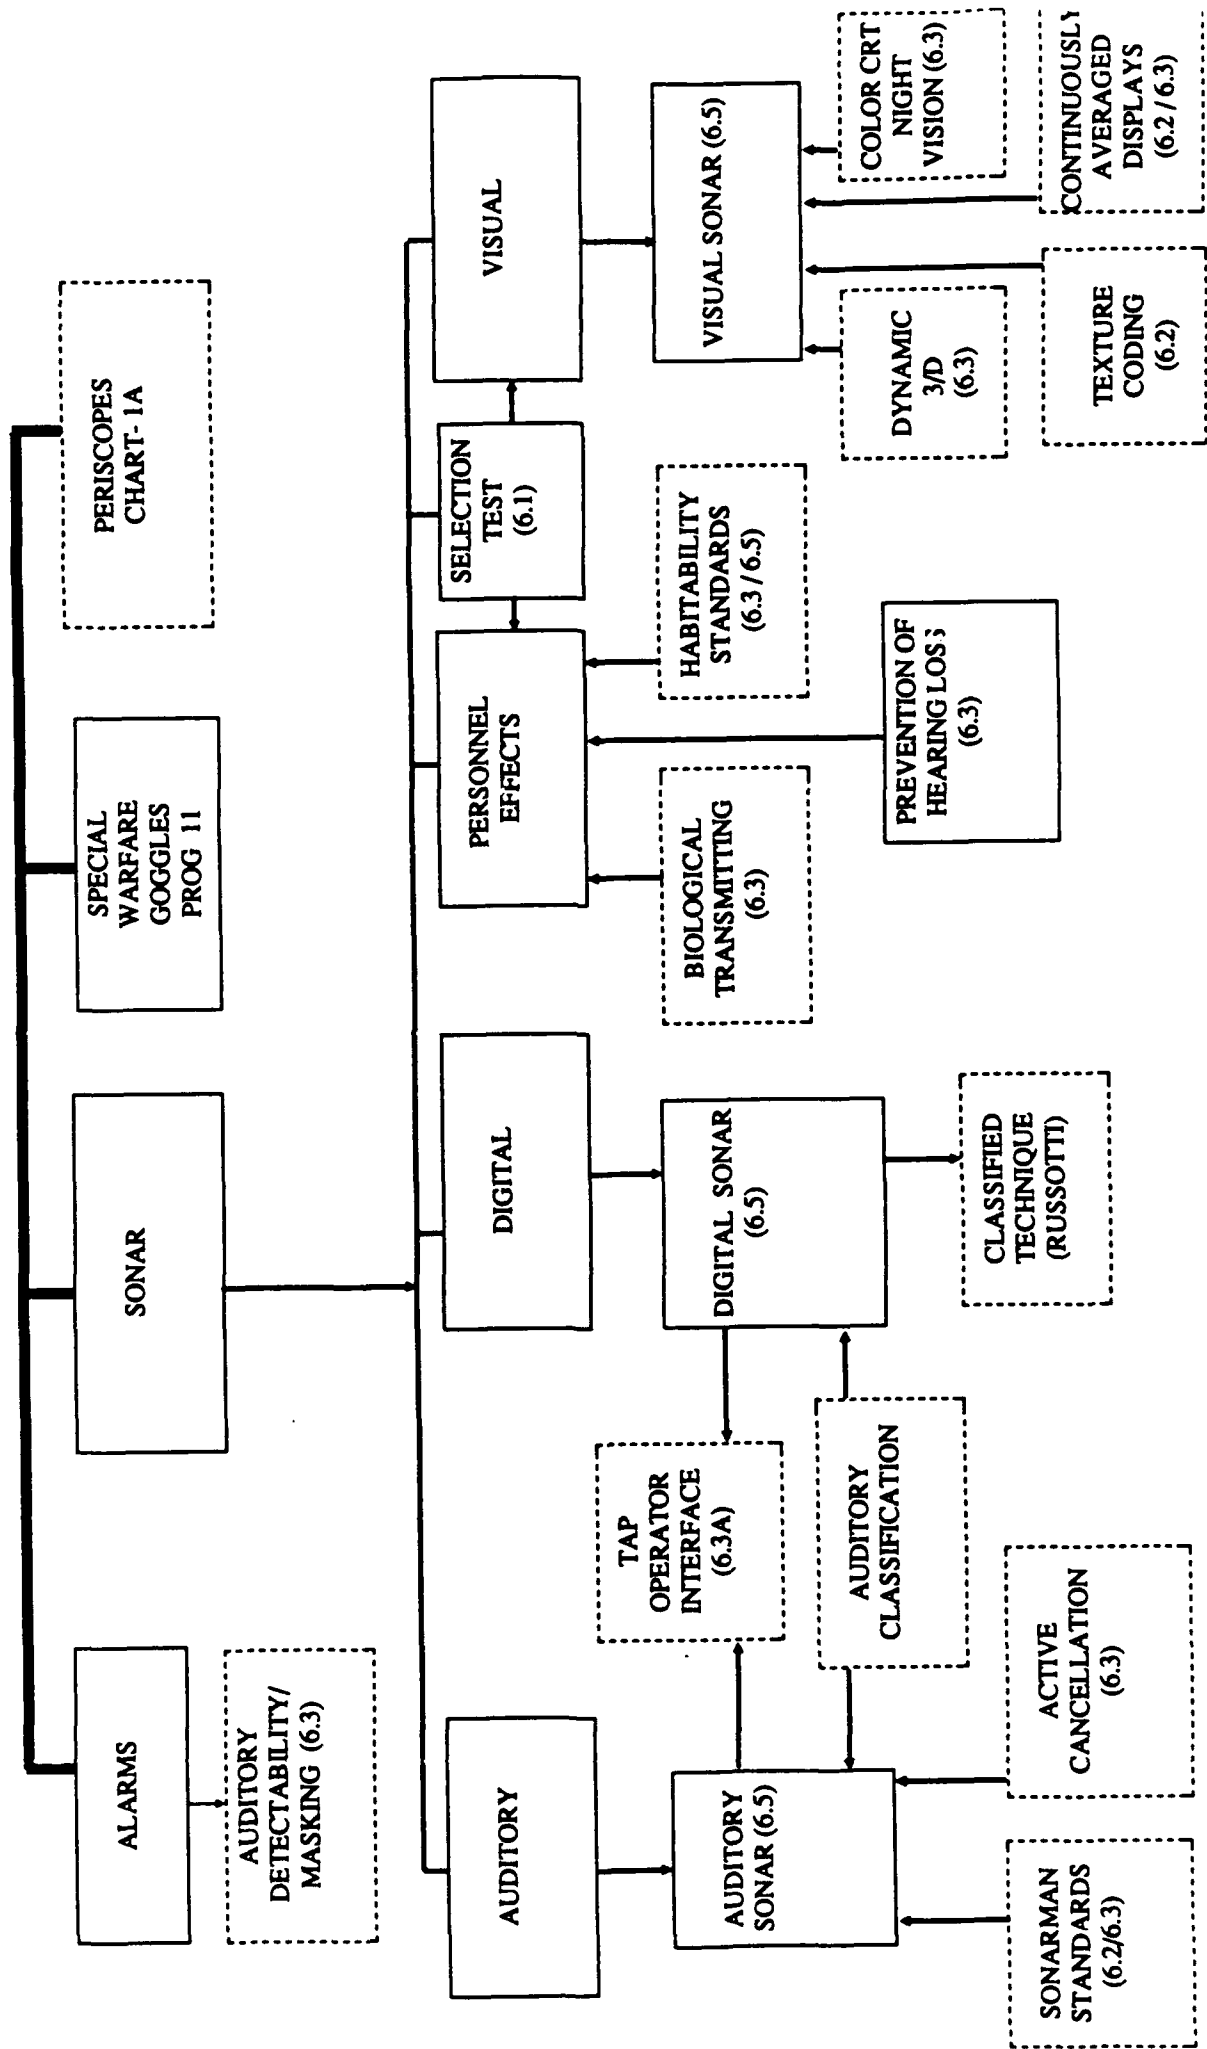 ALARMS
SONAR
SPECIAL
WARFARE
GOGGLES
PROG 11
PERISCOPES
CHART- 1A
AUDITORY
DETECTABILITY/
MASKING (6.3)
AUDITORY
DIGITAL
PERSONNEL
EFFECTS
SELECTION
TEST
(6.1)
VISUAL
AUDITORY
SONAR (6.5)
TAP
OPERATOR
INTERFACE
(6.3A)
DIGITAL SONAR
(6.5)
BIOLOGICAL
TRANSMITTING
(6.3)
HABITABILITY
STANDARDS
(6.3 / 6.5)
VISUAL SONAR (6.5)
AUDITORY
CLASSIFICATION
PREVENTION OF
HEARING LOSS
(6.3)
DYNAMIC
3/D
(6.3)
COLOR CRT
NIGHT
VISION (6.3)
SONARMAN
STANDARDS
(6.2/6.3)
ACTIVE
CANCELLATION
(6.3)
CLASSIFIED
TECHNIQUE
(RUSSOTTI)
TEXTURE
CODING
(6.2)
CONTINUOUSLY
AVERAGED
DISPLAYS
(6.2 / 6.3)